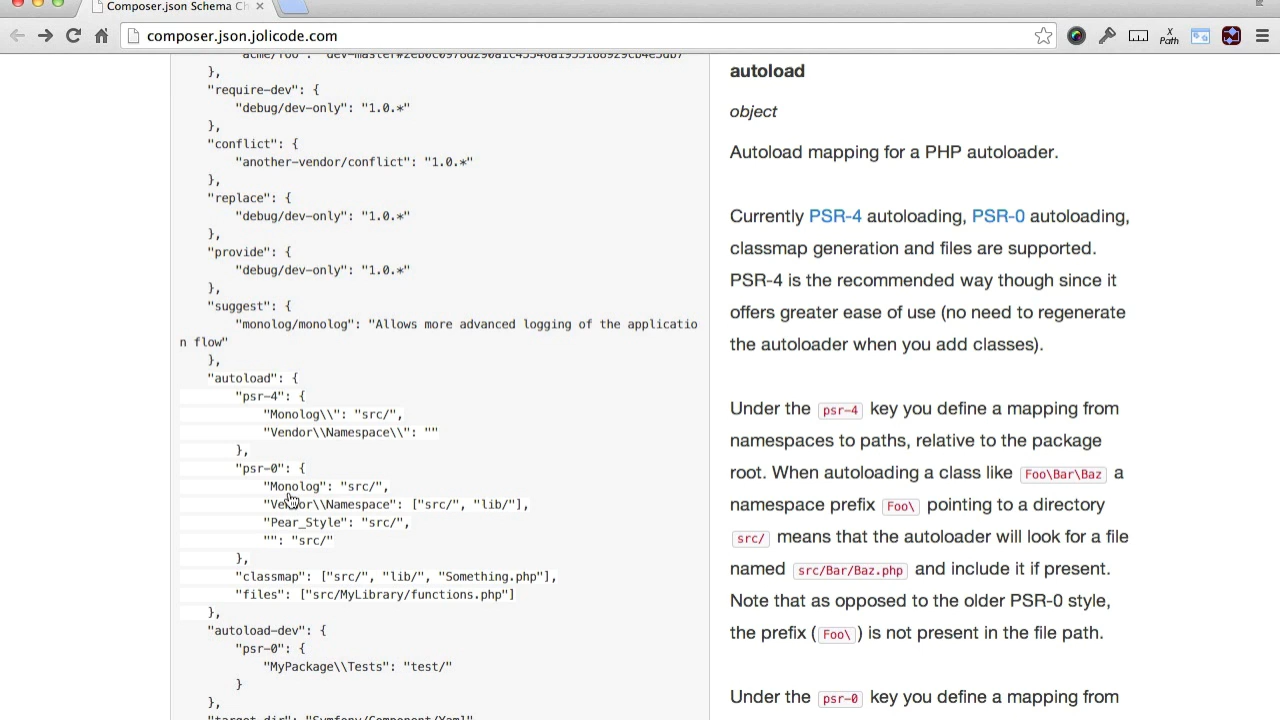 Composer.json Schema Ch
composer.json.jolicode.com
X
Path
},
"require-dev": {
"debug/dev-only": "1.0.*"
},
"conflict": {
"another-vendor/conflict": "1.0.*"
},
"replace": {
"debug/dev-only": "1.0.*"
},
"provide": {
"debug/dev-only": "1.0.*"
},
"suggest": {
"monolog/monolog": "Allows more advanced logging of the applicatio
n flow"
},
"autoload": {
"psr-4": {
"Monolog\\": "src/",
"Vendor\\Namespace\\": ""
},
"psr-0": {
"Monolog": "src/",
"Vendor\\Namespace": ["src/", "lib/"],
"Pear_Style": "src/",
"": "src/"
},
"classmap": ["src/", "lib/", "Something.php"],
"files": ["src/MyLibrary/functions.php"]
},
"autoload-dev": {
"psr-0": {
"MyPackage\\Tests": "test/"
}
},
"target-dir": "Symfony/Component/Yaml"
autoload
object
Autoload mapping for a PHP autoloader.
Currently PSR-4 autoloading, PSR-0 autoloading,
classmap generation and files are supported.
PSR-4 is the recommended way though since it
offers greater ease of use (no need to regenerate
the autoloader when you add classes).
Under the psr-4 key you define a mapping from
namespaces to paths, relative to the package
root. When autoloading a class like Foo\Bar\Baz a
namespace prefix Foo\ pointing to a directory
src/ means that the autoloader will look for a file
named src/Bar/Baz.php and include it if present.
Note that as opposed to the older PSR-0 style,
the prefix (Foo\) is not present in the file path.
Under the psr-0 key you define a mapping from